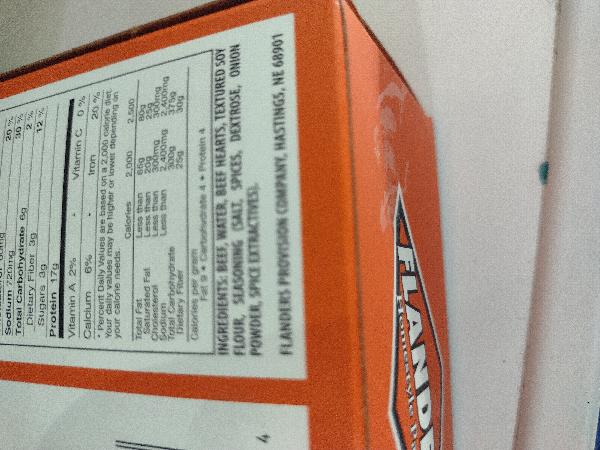 20 %
Sodium 720mg 30 %
Total Carbohydrate 6g 2 %
Dietary Fiber 3g 12 %
Sugars 3g
Protein 17g
Vitamin A 2% • Vitamin C 0 %
Calcium 6% • Iron 20 %
* Percent Daily Values are based on a 2,000 calorie diet.
Your daily values may be higher or lower depending on
your calorie needs.
Calories 2,000 2,500
Total Fat Less than 65g 80g
Saturated Fat Less than 20g 25g
Cholesterol Less than 300mg 300mg
Sodium Less than 2,400mg 2,400mg
Total Carbohydrate 300g 375g
Dietary Fiber 25g 30g
Calories per gram
Fat 9 • Carbohydrate 4 • Protein 4
INGREDIENTS: BEEF, WATER, BEEF HEARTS, TEXTURED SOY
FLOUR, SEASONING (SALT, SPICES, DEXTROSE, ONION
POWDER, SPICE EXTRACTIVES).
FLANDERS PROVISION COMPANY, HASTINGS, NE 68901
4
FLANDE
Homestyle